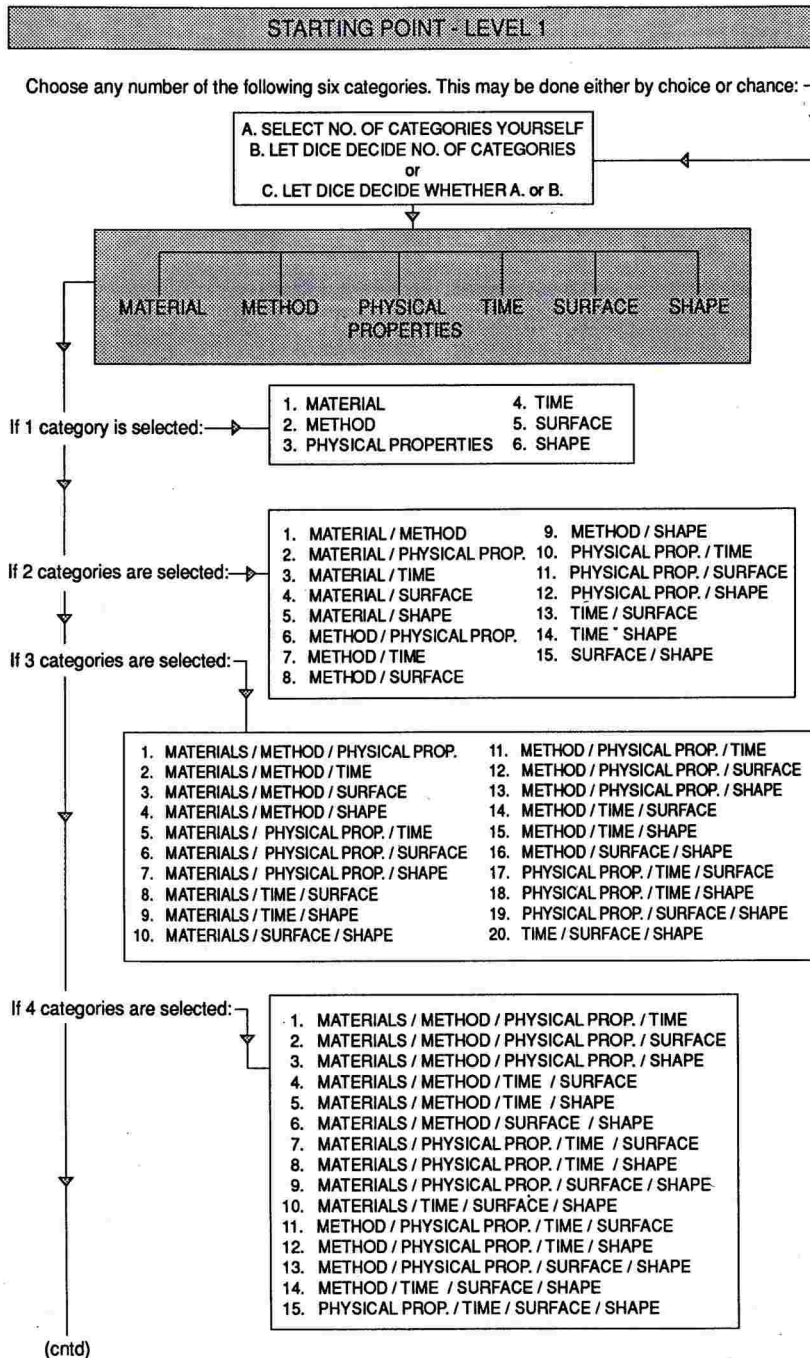 STARTING POINT - LEVEL 1
Choose any number of the following six categories. This may be done either by choice or chance:
A. SELECT NO. OF CATEGORIES YOURSELF
B. LET DICE DECIDE NO. OF CATEGORIES
or
C. LET DICE DECIDE WHETHER A. or B.
MATERIAL METHOD PHYSICAL PROPERTIES TIME SURFACE SHAPE
If 1 category is selected:
1. MATERIAL
2. METHOD
3. PHYSICAL PROPERTIES
4. TIME
5. SURFACE
6. SHAPE
If 2 categories are selected:
1. MATERIAL / METHOD
2. MATERIAL / PHYSICAL PROP.
3. MATERIAL / TIME
4. MATERIAL / SURFACE
5. MATERIAL / SHAPE
6. METHOD / PHYSICAL PROP.
7. METHOD / TIME
8. METHOD / SURFACE
9. METHOD / SHAPE
10. PHYSICAL PROP. / TIME
11. PHYSICAL PROP. / SURFACE
12. PHYSICAL PROP. / SHAPE
13. TIME / SURFACE
14. TIME - SHAPE
15. SURFACE / SHAPE
If 3 categories are selected:
1. MATERIALS / METHOD / PHYSICAL PROP.
2. MATERIALS / METHOD / TIME
3. MATERIALS / METHOD / SURFACE
4. MATERIALS / METHOD / SHAPE
5. MATERIALS / PHYSICAL PROP. / TIME
6. MATERIALS / PHYSICAL PROP. / SURFACE
7. MATERIALS / PHYSICAL PROP. / SHAPE
8. MATERIALS / TIME / SURFACE
9. MATERIALS / TIME / SHAPE
10. MATERIALS / SURFACE / SHAPE
11. METHOD / PHYSICAL PROP. / TIME
12. METHOD / PHYSICAL PROP. / SURFACE
13. METHOD / PHYSICAL PROP. / SHAPE
14. METHOD / TIME / SURFACE
15. METHOD / TIME / SHAPE
16. METHOD / SURFACE / SHAPE
17. PHYSICAL PROP. / TIME / SURFACE
18. PHYSICAL PROP. / TIME / SHAPE
19. PHYSICAL PROP. / SURFACE / SHAPE
20. TIME / SURFACE / SHAPE
If 4 categories are selected:
1. MATERIALS / METHOD / PHYSICAL PROP. / TIME
2. MATERIALS / METHOD / PHYSICAL PROP. / SURFACE
3. MATERIALS / METHOD / PHYSICAL PROP. / SHAPE
4. MATERIALS / METHOD / TIME / SURFACE
5. MATERIALS / METHOD / TIME / SHAPE
6. MATERIALS / METHOD / SURFACE / SHAPE
7. MATERIALS / PHYSICAL PROP. / TIME / SURFACE
8. MATERIALS / PHYSICAL PROP. / TIME / SHAPE
9. MATERIALS / PHYSICAL PROP. / SURFACE / SHAPE
10. MATERIALS / TIME / SURFACE / SHAPE
11. METHOD / PHYSICAL PROP. / TIME / SURFACE
12. METHOD / PHYSICAL PROP. / TIME / SHAPE
13. METHOD / PHYSICAL PROP. / SURFACE / SHAPE
14. METHOD / TIME / SURFACE / SHAPE
15. PHYSICAL PROP. / TIME / SURFACE / SHAPE
(cntd)